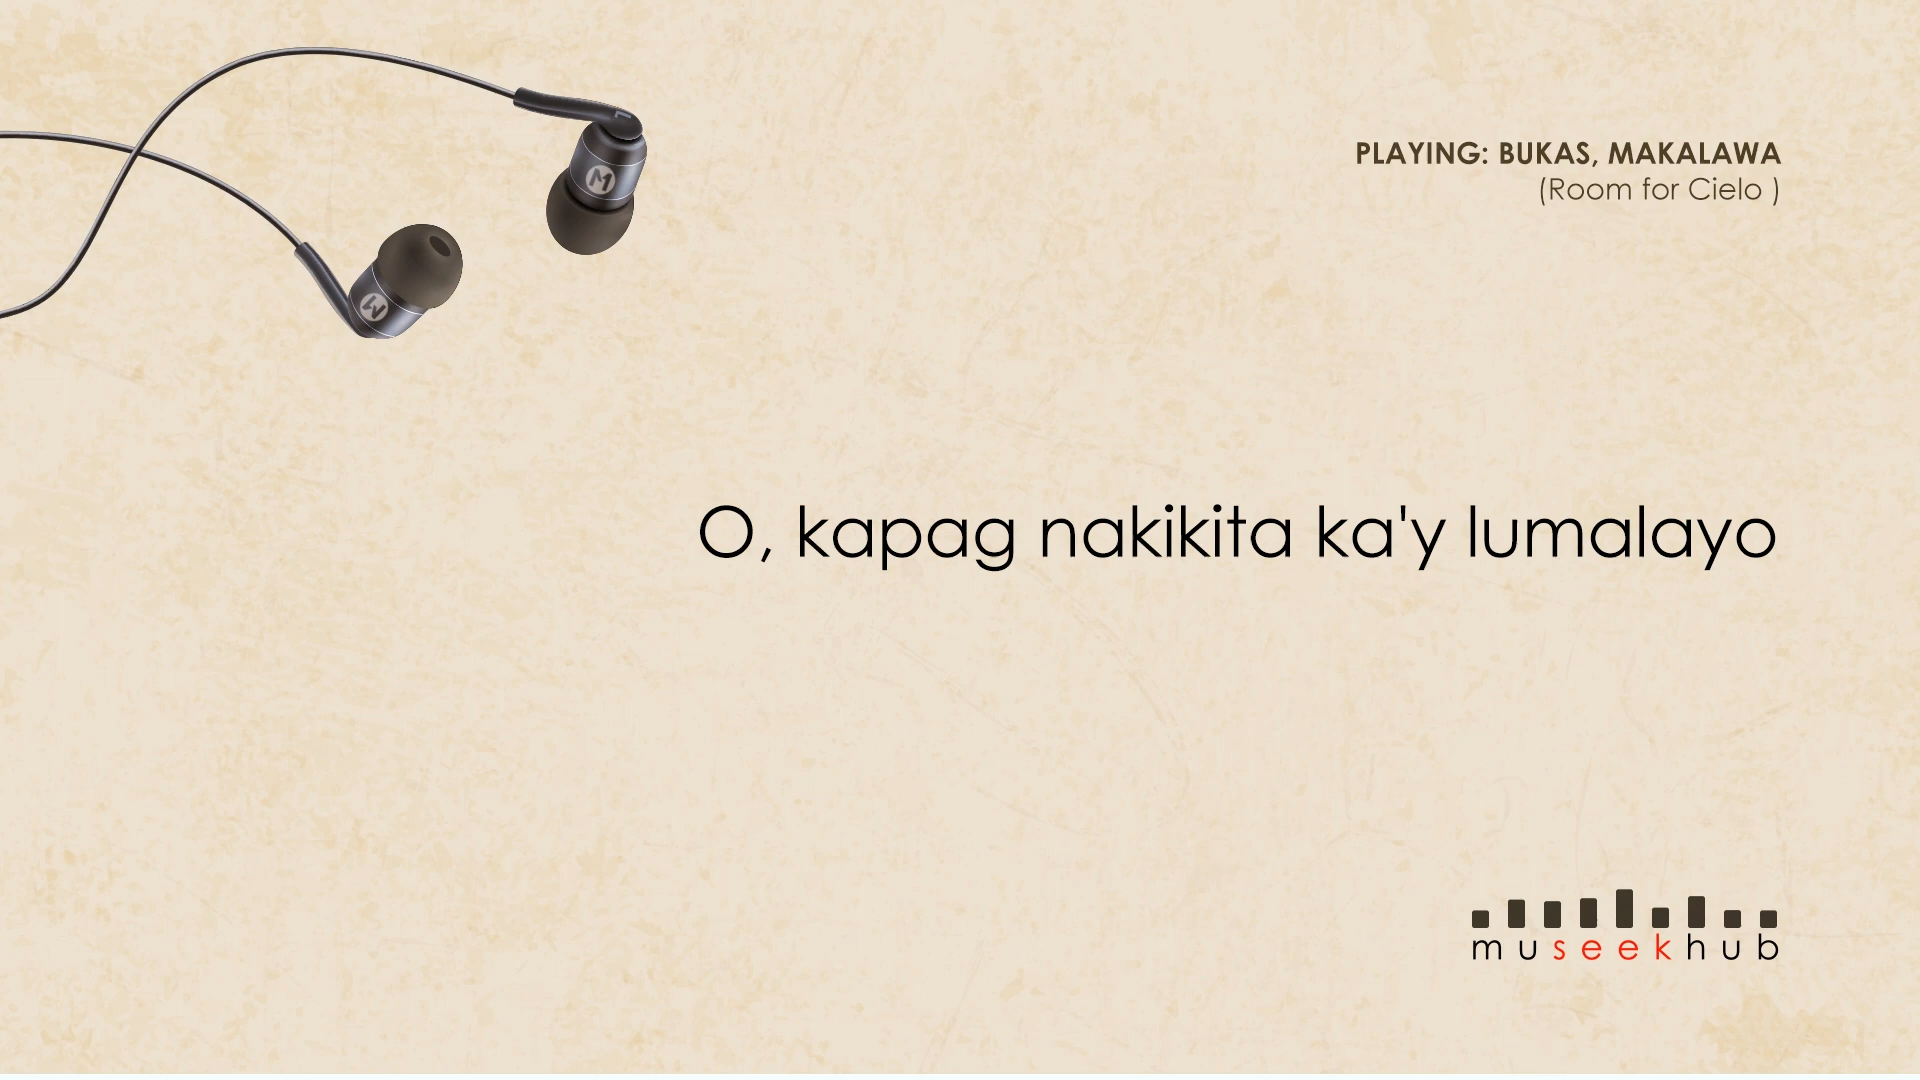 PLAYING: BUKAS, MAKALAWA
(Room for Cielo )
O, kapag nakikita ka'y lumalayo
museekhub